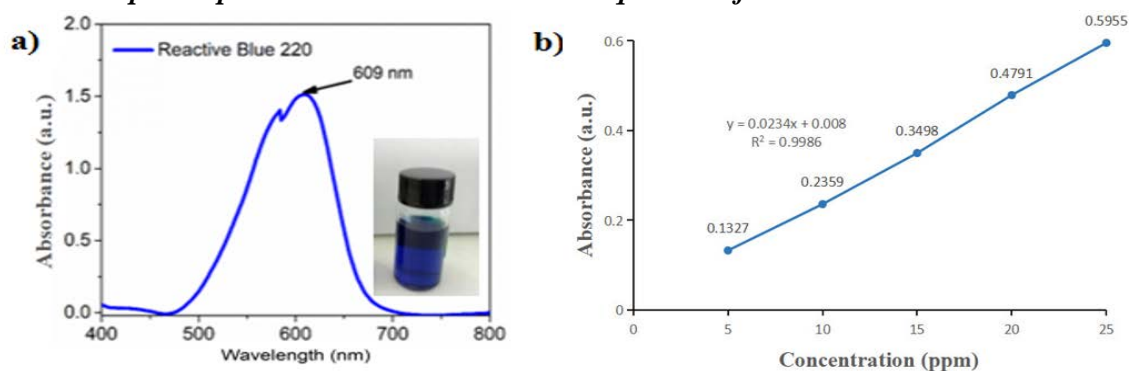 a)
2.0
1.5
1.0
0.5
0.0
Absorbance (a.u.)
Reactive Blue 220
609 nm
400 500 600 700 800
Wavelength (nm)
b)
0.6
0.4
0.2
0
Absorbance (a.u.)
0.5955
0.4791
0.3498
0.2359
0.1327
y = 0.0234x + 0.008
R² = 0.9986
0 5 10 15 20 25
Concentration (ppm)